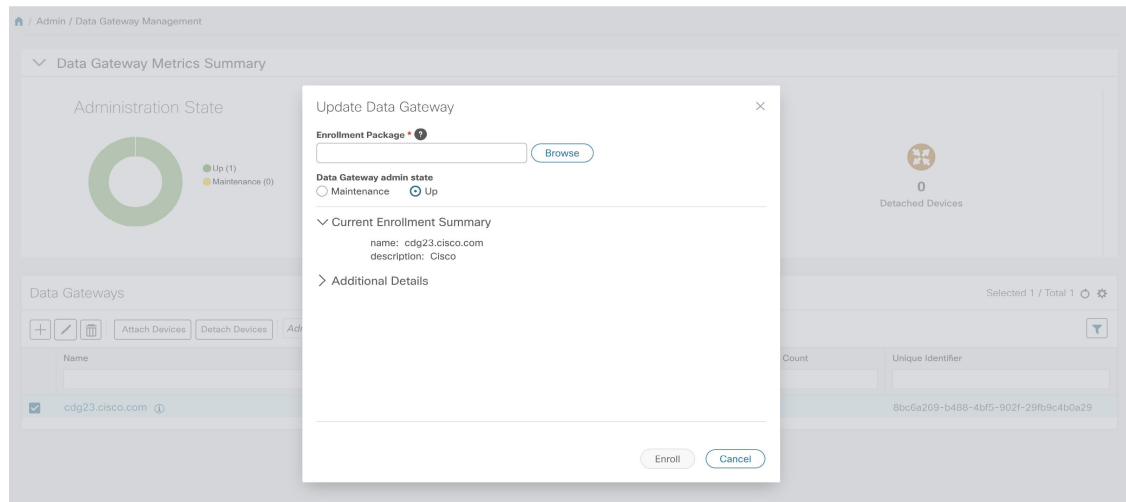 / Admin / Data Gateway Management
Data Gateway Metrics Summary
Administration State
Up (1)
Maintenance (0)
0
Detached Devices
Update Data Gateway
Enrollment Package * ?
Browse
Data Gateway admin state
Maintenance Up
Current Enrollment Summary
name: cdg23.cisco.com
description: Cisco
Additional Details
Enroll Cancel
Data Gateways
Selected 1 / Total 1
Attach Devices Detach Devices
Name Count Unique Identifier
cdg23.cisco.com 8bc6a269-b488-4bf5-902f-29fb9c4b0a29